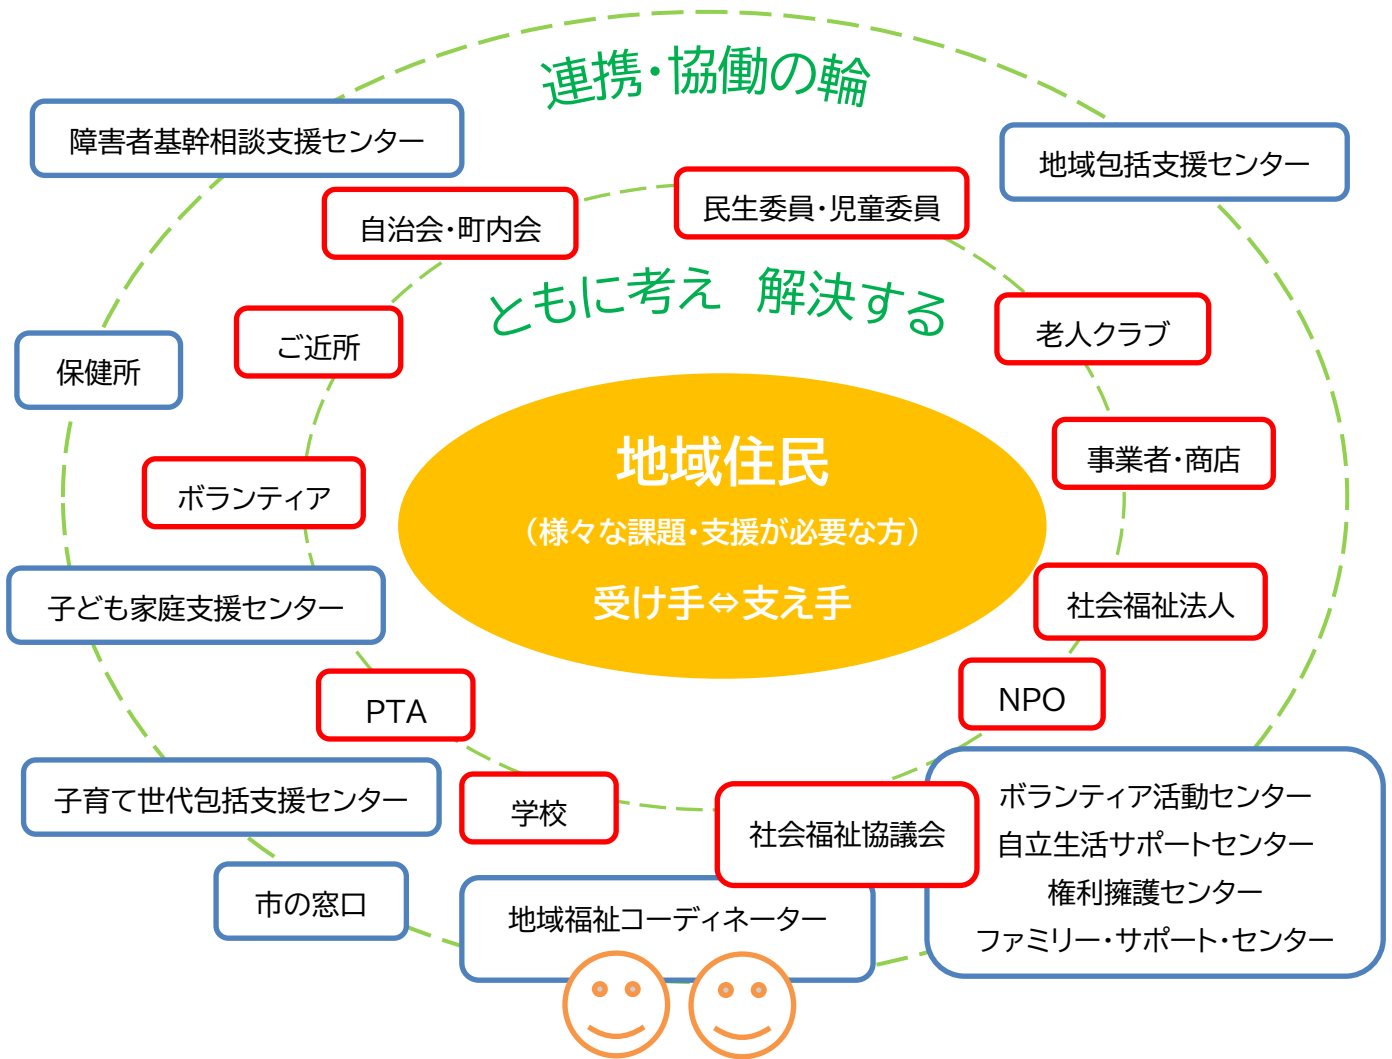 連携・協働の輪
障害者基幹相談支援センター
地域包括支援センター
自治会・町内会
民生委員・児童委員
ともに考え　解決する
ご近所
老人クラブ
保健所
地域住民
事業者・商店
ボランティア
（様々な課題・支援が必要な方）
受け手⇔支え手
子ども家庭支援センター
社会福祉法人
PTA
NPO
子育て世代包括支援センター
学校
社会福祉協議会
ボランティア活動センター
自立生活サポートセンター
権利擁護センター
ファミリー・サポート・センター
市の窓口
地域福祉コーディネーター